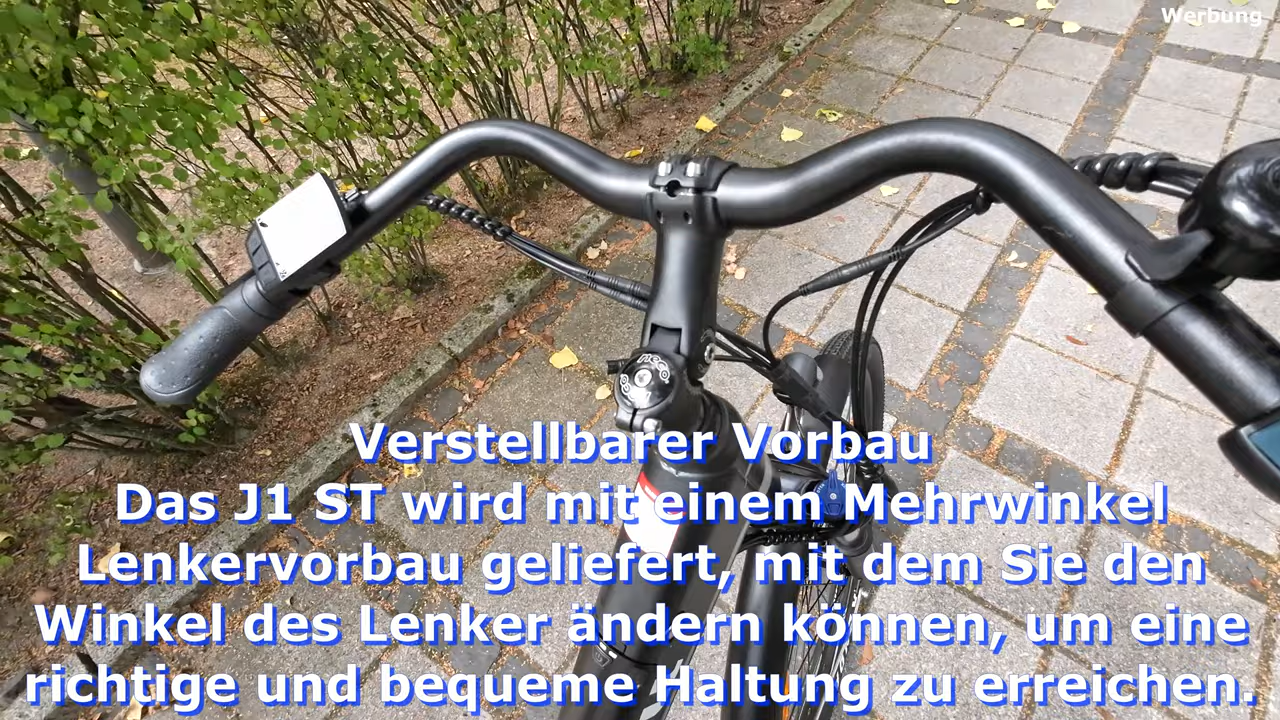 Werbung
neco
Verstellbarer Vorbau
Das J1 ST wird mit einem Mehrwinkel
Lenkervorbau geliefert, mit dem Sie den
Winkel des Lenker ändern können, um eine
richtige und bequeme Haltung zu erreichen.